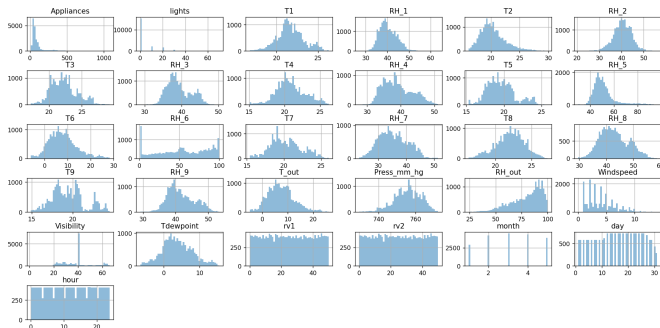 Appliances lights T1 RH_1 T2 RH_2
5000 10000 1000 1000 1000 1000
0 0 0 0 0 0
0 500 1000 0 20 40 60 20 25 30 40 50 60 20 25 30 20 30 40 50
T3 RH_3 T4 RH_4 T5 RH_5
1000 1000 1000 1000 1000 2000
0 0 0 0 0 0
20 25 30 40 50 15 20 25 30 40 50 15 20 25 40 60 80
T6 RH_6 T7 RH_7 T8 RH_8
1000 1000 1000 1000 1000 1000
500
0 0 0 0 0 0
0 10 20 30 0 25 50 75 100 15 20 25 30 40 50 20 25 30 40 50 60
T9 RH_9 T_out Press_mm_hg RH_out Windspeed
1000 1000 1000 1000 1000 2000
0 0 0 0 0 0
15 20 25 30 40 50 0 10 20 740 760 25 50 75 100 0 5 10
Visibility Tdewpoint rv1 rv2 month day
5000 1000 250 250 2500 500
0 0 0 0 0 0
0 20 40 60 0 10 0 20 40 0 20 40 2 4 0 10 20 30
hour
250
0
0 10 20